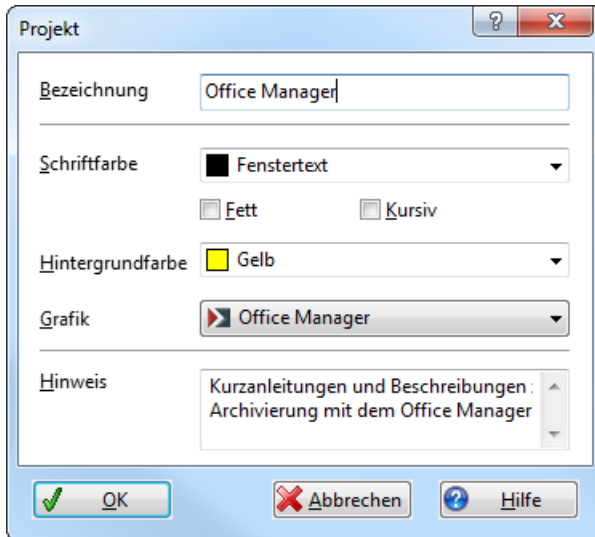 Projekt
Bezeichnung Office Manager
Schriftfarbe Fenstertext
Fett Kursiv
Hintergrundfarbe Gelb
Grafik Office Manager
Hinweis Kurzanleitungen und Beschreibungen :
Archivierung mit dem Office Manager
OK Abbrechen Hilfe